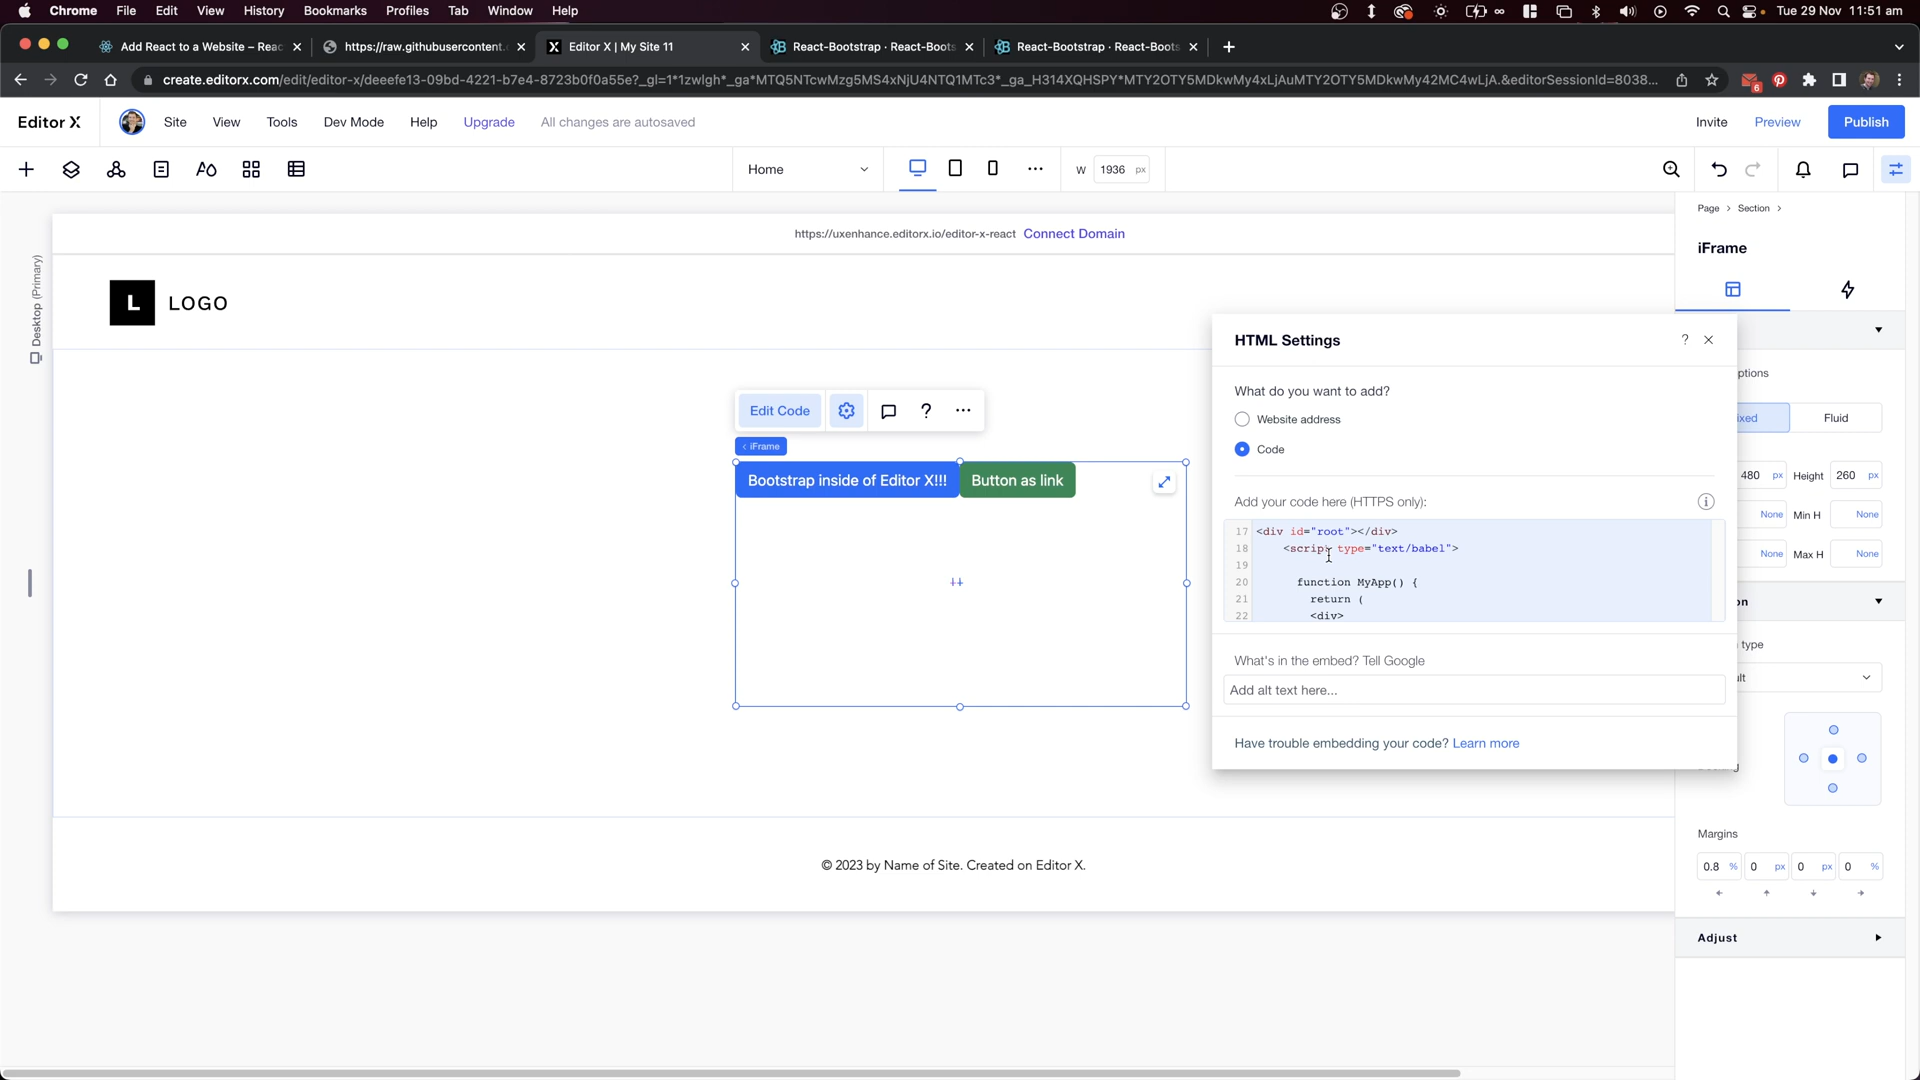 Chrome File Edit View History Bookmarks Profiles Tab Window Help
Tue 29 Nov 11:51 am
Add React to a Website – Reac
https://raw.githubusercontent.
Editor X | My Site 11
React-Bootstrap · React-Boots
React-Bootstrap · React-Boots
create.editorx.com/edit/editor-x/deeefe13-09bd-4221-b7e4-8723b0f0a55e?_gl=1*1zwlgh*_ga*MTQ5NTcwMzg5MS4xNjU4NTQ1MTc3*_ga_H314XQHSPY*MTY2OTY5MDkwMy4xLjAuMTY2OTY5MDkwMy42MC4wLjA.&editorSessionId=8038...
6
Editor X
Site View Tools Dev Mode Help Upgrade All changes are autosaved
Invite Preview Publish
Home
W 1936 px
Page > Section >
https://uxenhance.editorx.io/editor-x-react Connect Domain
iFrame
Desktop (Primary)
L LOGO
HTML Settings
?
What do you want to add?
Website address
Code
Edit Code
?
< iFrame
Bootstrap inside of Editor X!!!
Button as link
Add your code here (HTTPS only):
17 <div id="root"></div>
18 <script type="text/babel">
19
20 function MyApp() {
21 return (
22 <div>
What's in the embed? Tell Google
Add alt text here...
Have trouble embedding your code? Learn more
ptions
ixed Fluid
480 px Height 260 px
None Min H None
None Max H None
on
type
ult
Margins
0.8 % 0 px 0 px 0 %
Adjust
© 2023 by Name of Site. Created on Editor X.